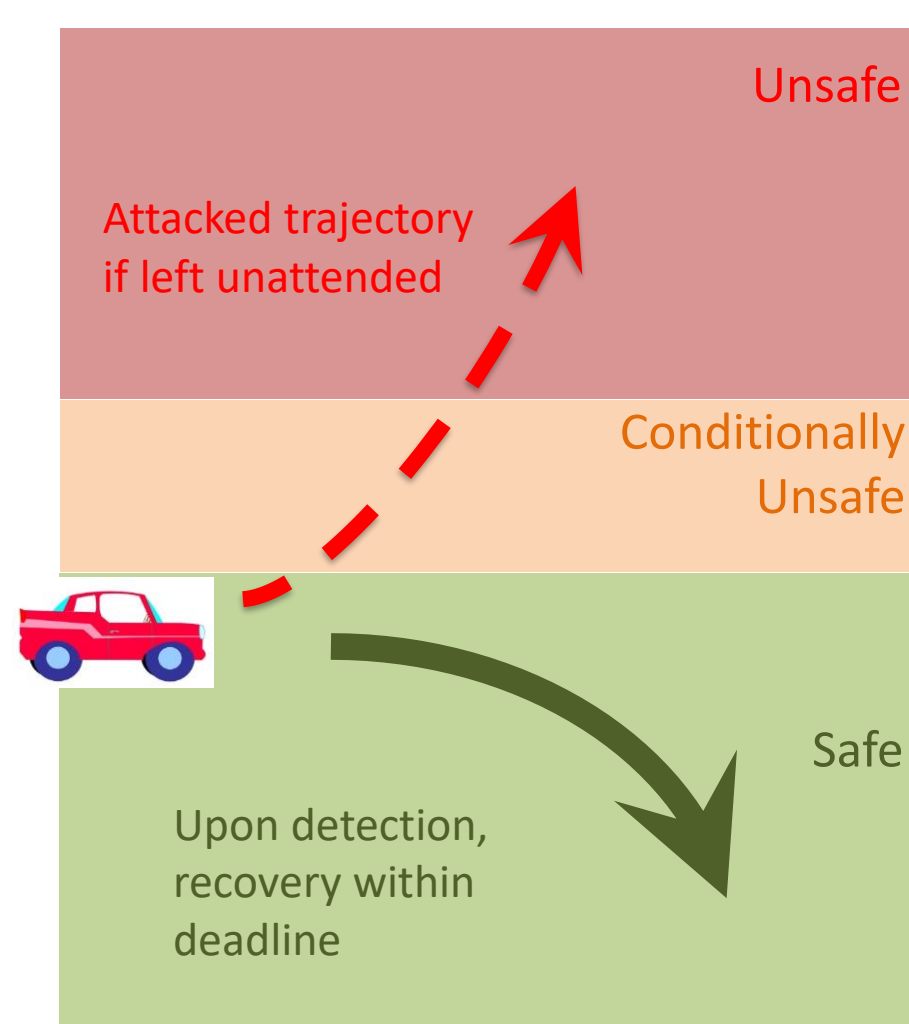 Unsafe
Attacked trajectory
if left unattended
Conditionally
Unsafe
Safe
Upon detection,
recovery within
deadline